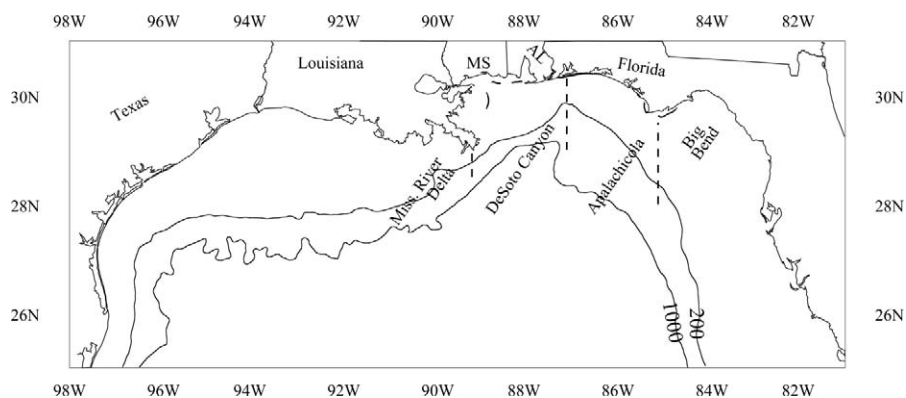 98W 96W 94W 92W 90W 88W 86W 84W 82W
Louisiana
MS
AL
Florida
Texas
30N 30N
Big
Bend
Miss. River
Delta
DeSoto Canyon
Apalachicola
28N 28N
26N 26N
1000
200
98W 96W 94W 92W 90W 88W 86W 84W 82W